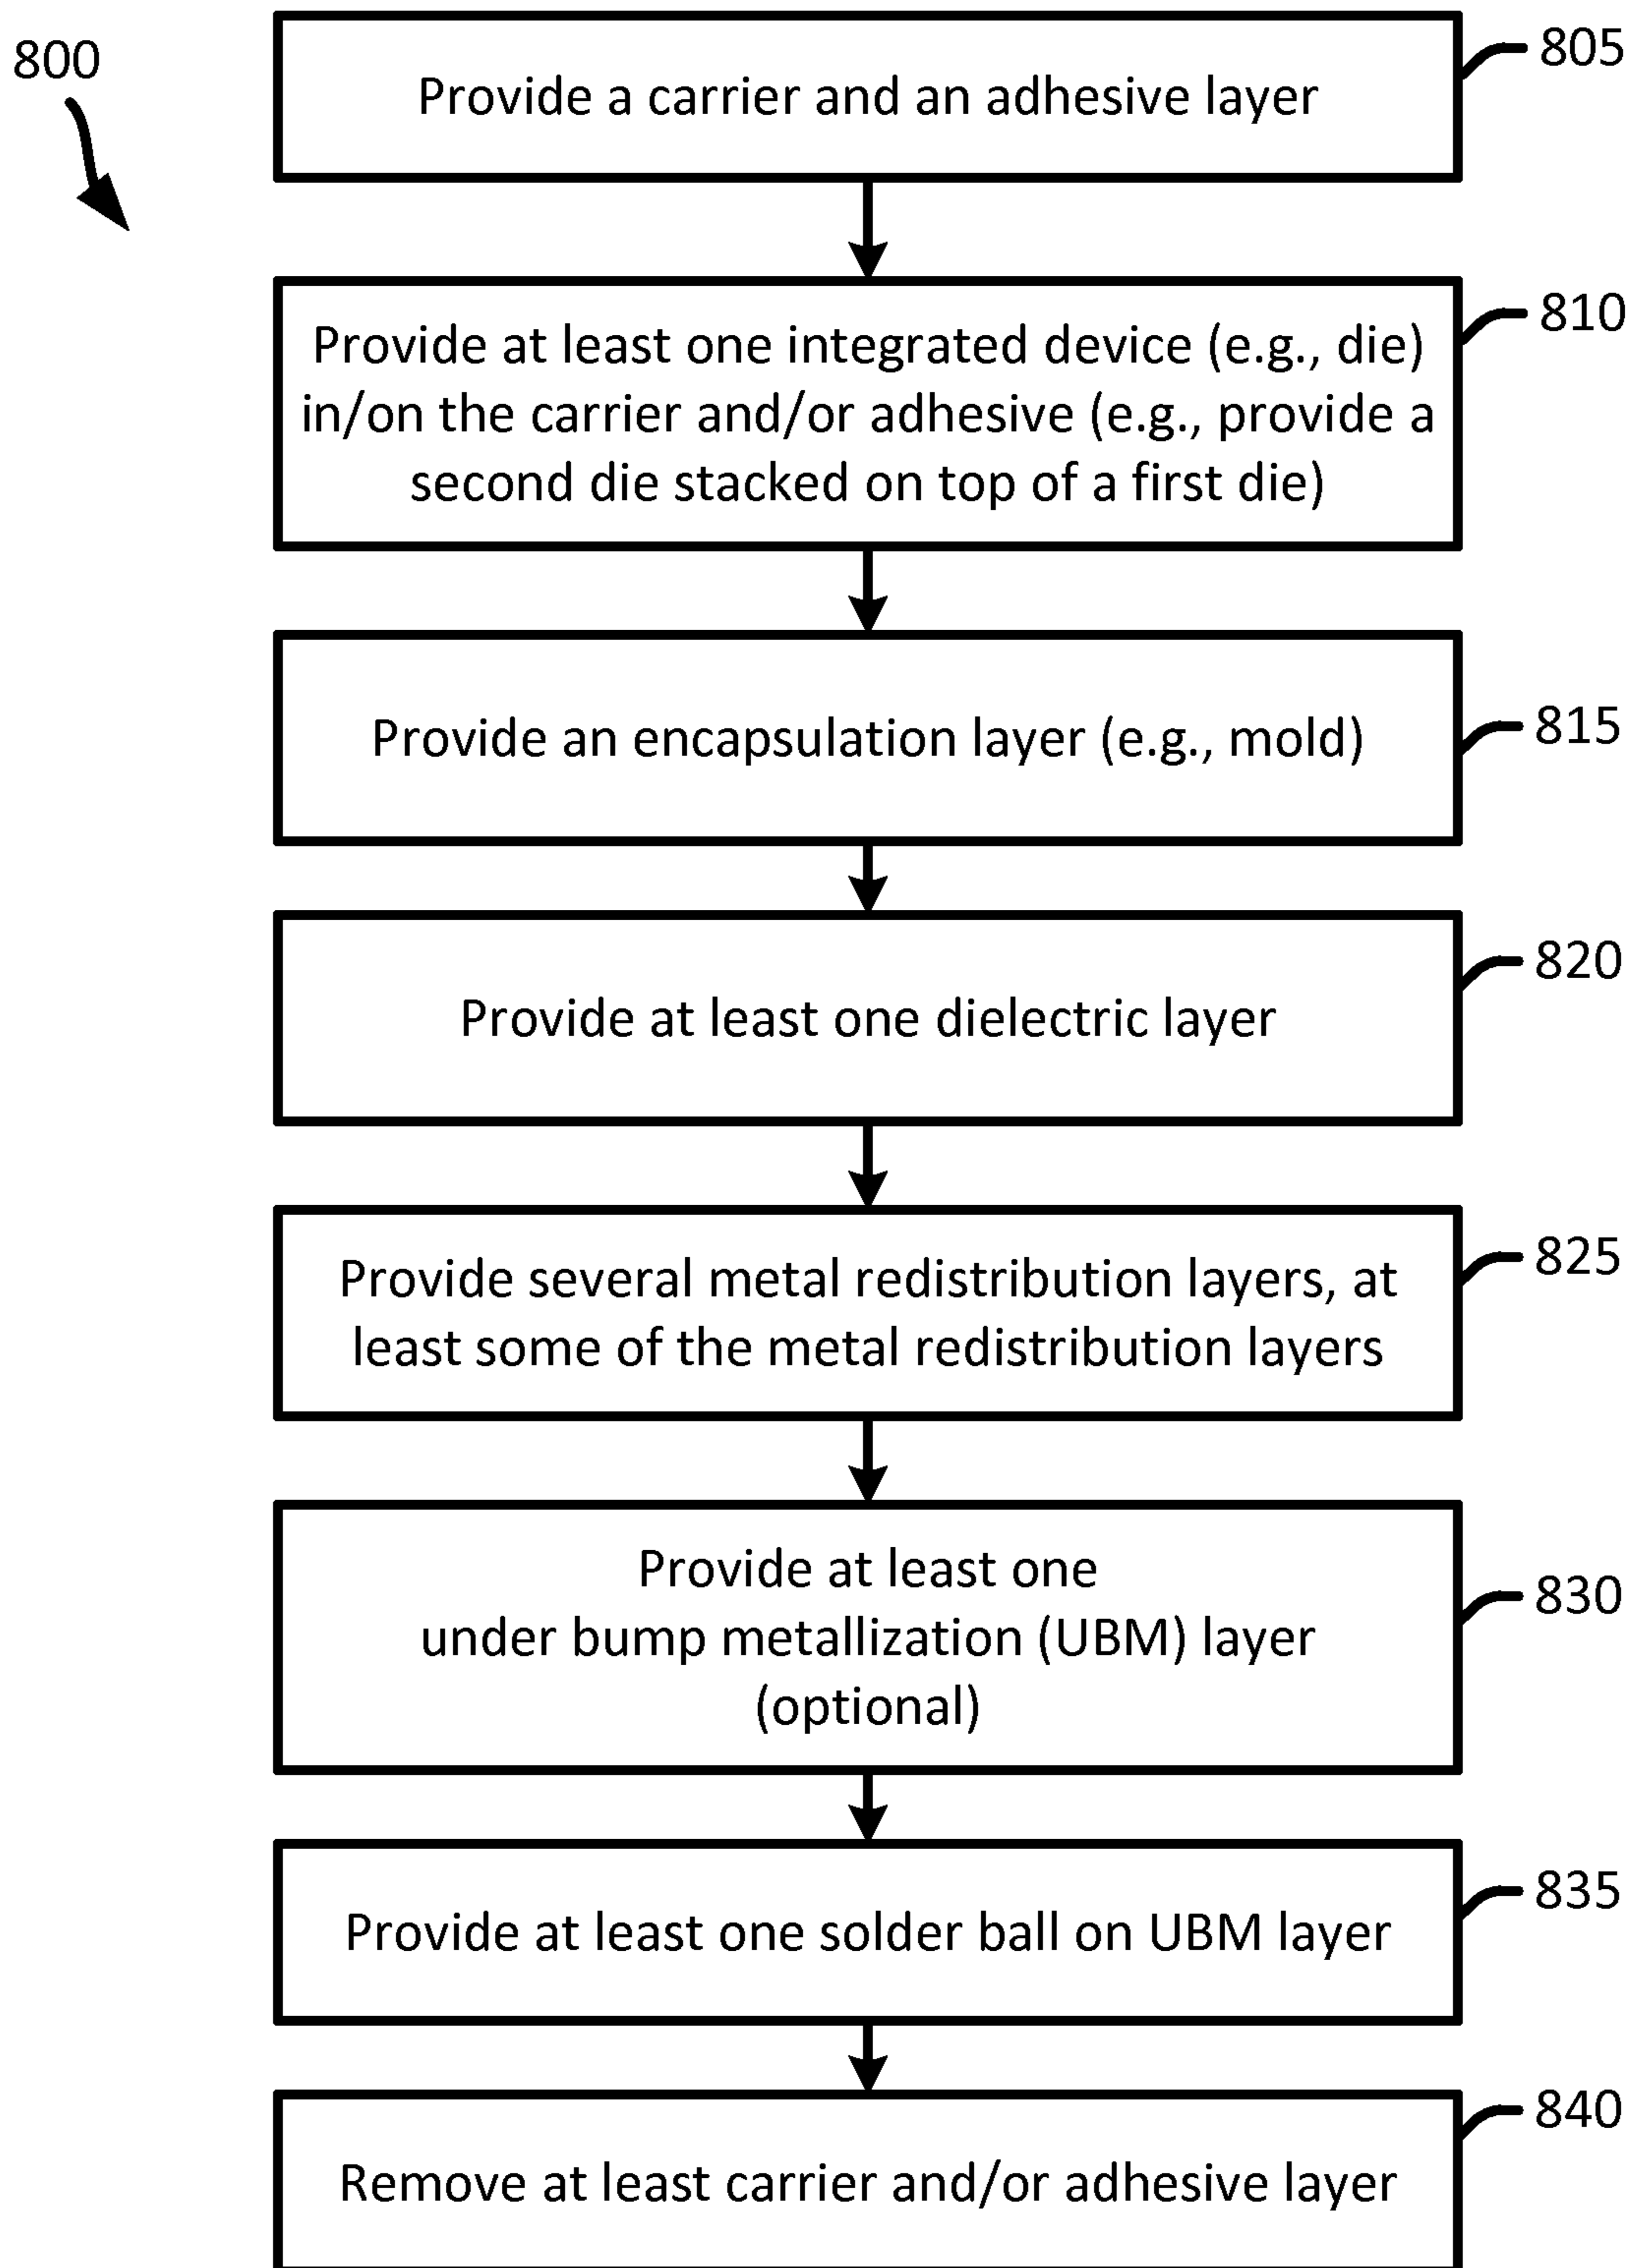 800
Provide a carrier and an adhesive layer
805
Provide at least one integrated device (e.g., die)
in/on the carrier and/or adhesive (e.g., provide a
second die stacked on top of a first die)
810
Provide an encapsulation layer (e.g., mold)
815
Provide at least one dielectric layer
820
Provide several metal redistribution layers, at
least some of the metal redistribution layers
825
Provide at least one
under bump metallization (UBM) layer
(optional)
830
Provide at least one solder ball on UBM layer
835
Remove at least carrier and/or adhesive layer
840